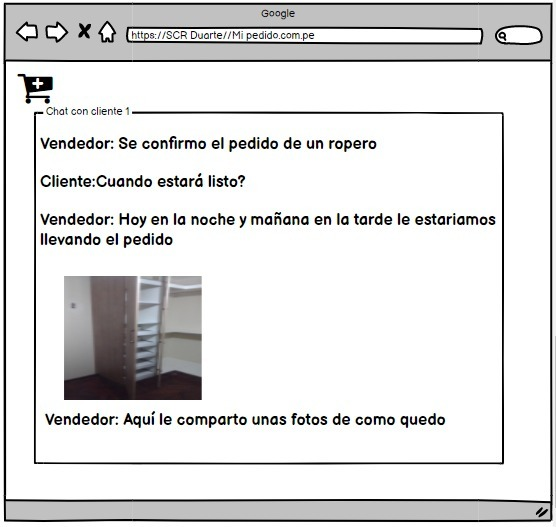 Google
https://SCR Duarte//Mi pedido.com.pe
Chat con cliente 1
Vendedor: Se confirmo el pedido de un ropero
Cliente:Cuando estará listo?
Vendedor: Hoy en la noche y mañana en la tarde le estariamos
llevando el pedido
Vendedor: Aquí le comparto unas fotos de como quedo